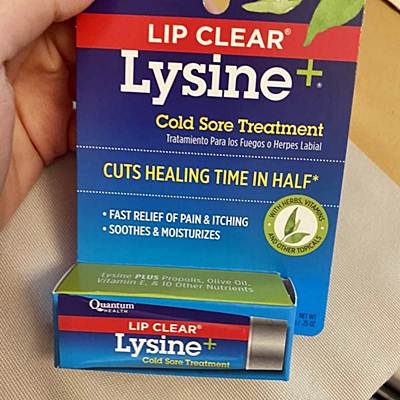 LIP CLEAR®
Lysine+
Cold Sore Treatment
Tratamiento Para los Fuegos o Herpes Labial
CUTS HEALING TIME IN HALF*
• FAST RELIEF OF PAIN & ITCHING
• SOOTHES & MOISTURIZES
WITH HERBS, VITAMINS
AND OTHER TOPICALS
NET WT
.25 OZ
Lysine PLUS Propolis, Olive Oil,
Vitamin E, & 10 Other Nutrients
Quantum
HEALTH
LIP CLEAR®
Lysine+
Cold Sore Treatment